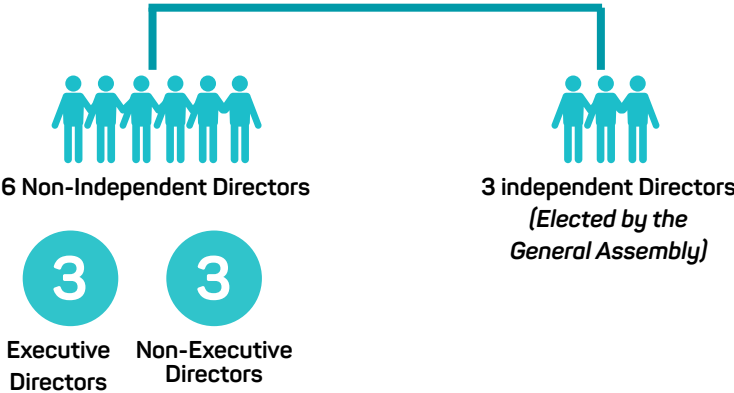 6 Non-Independent Directors
3 independent Directors
(Elected by the
General Assembly)
3
3
Executive
Directors
Non-Executive
Directors